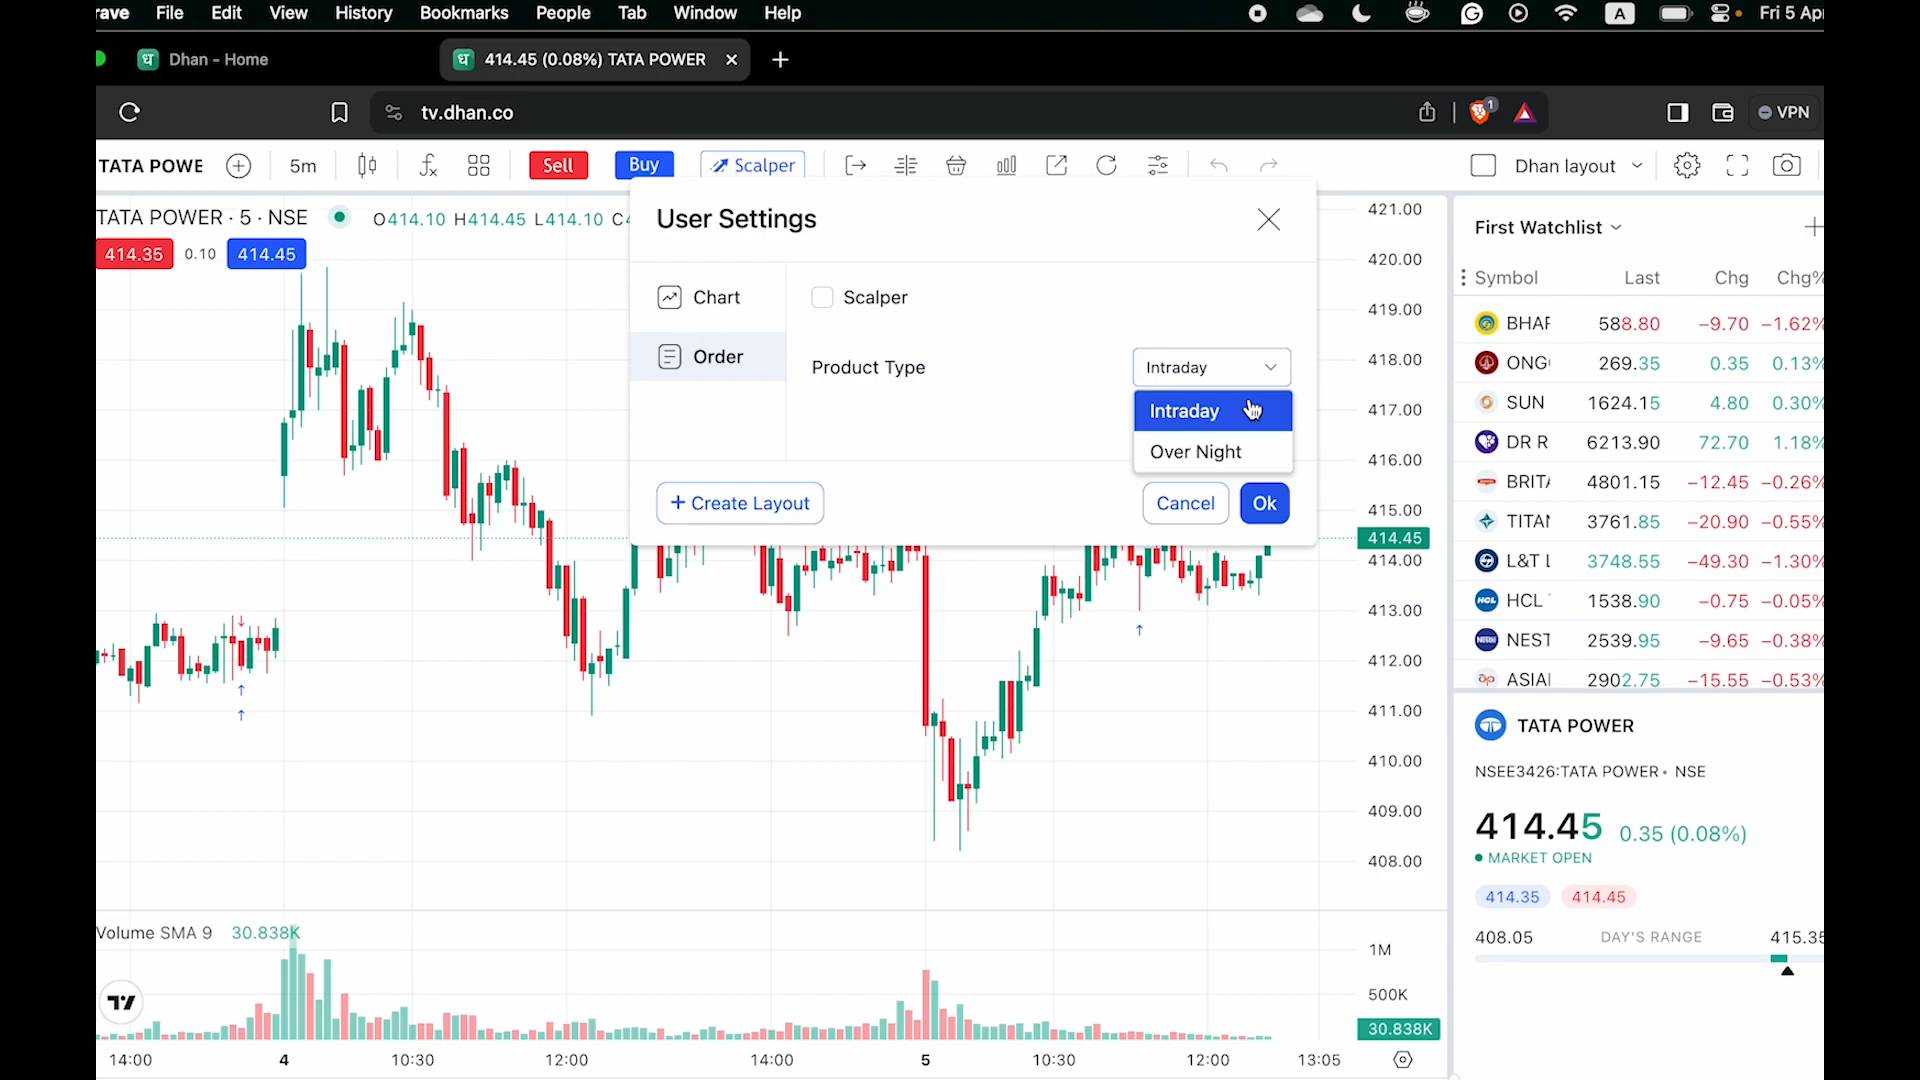 rave File Edit View History Bookmarks People Tab Window Help A Fri 5 Apr
Dhan - Home
414.45 (0.08%) TATA POWER
tv.dhan.co 1 VPN
TATA POWE 5m Sell Buy Scalper Dhan layout
TATA POWER · 5 · NSE O414.10 H414.45 L414.10 C4
414.35 0.10 414.45
User Settings
Chart
Order
Scalper
Product Type
Intraday
Intraday
Over Night
+ Create Layout
Cancel
Ok
421.00
420.00
419.00
418.00
417.00
416.00
415.00
414.45
414.00
413.00
412.00
411.00
410.00
409.00
408.00
Volume SMA 9 30.838K
1M
500K
30.838K
14:00 4 10:30 12:00 14:00 5 10:30 12:00 13:05
First Watchlist
Symbol Last Chg Chg%
BHAR 588.80 −9.70 −1.62%
ONG 269.35 0.35 0.13%
SUN 1624.15 4.80 0.30%
DR R 6213.90 72.70 1.18%
BRITA 4801.15 −12.45 −0.26%
TITAN 3761.85 −20.90 −0.55%
L&T L 3748.55 −49.30 −1.30%
HCL HCL 1538.90 −0.75 −0.05%
NEST 2539.95 −9.65 −0.38%
ap ASIAN 2902.75 −15.55 −0.53%
TATA POWER
NSEE3426:TATA POWER • NSE
414.45 0.35 (0.08%)
MARKET OPEN
414.35 414.45
408.05 DAY'S RANGE 415.35